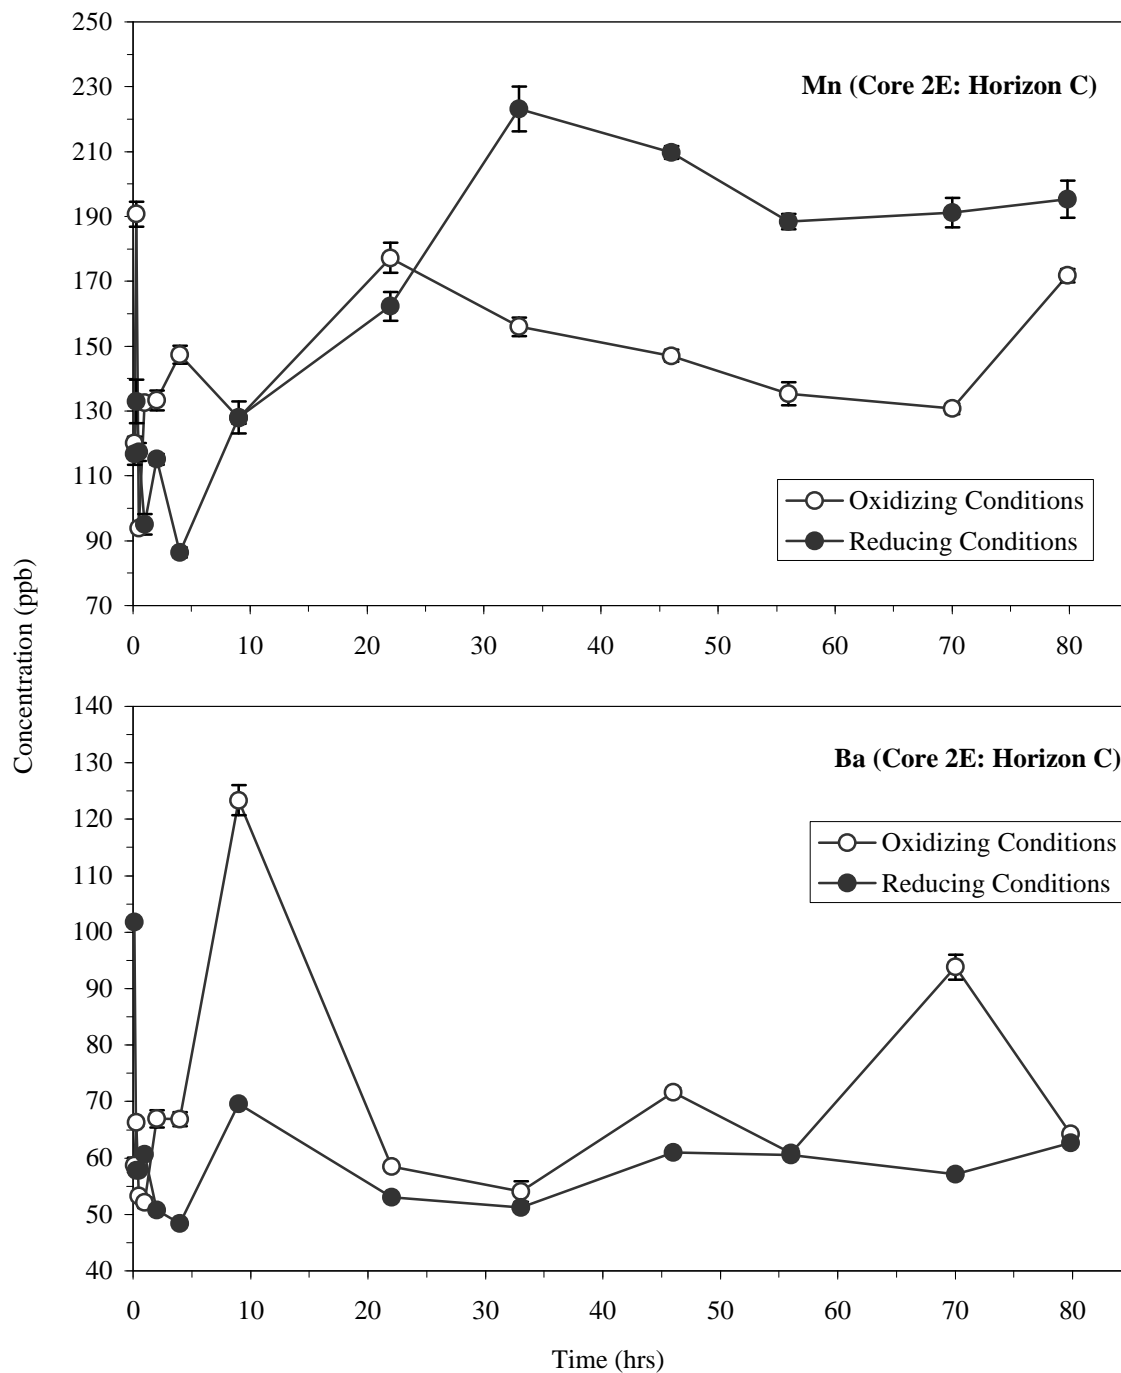 250
230
210
190
170
150
130
110
90
70
Mn (Core 2E: Horizon C)
Oxidizing Conditions
Reducing Conditions
0 10 20 30 40 50 60 70 80
Concentration (ppb)
140
130
120
110
100
90
80
70
60
50
40
Ba (Core 2E: Horizon C)
Oxidizing Conditions
Reducing Conditions
0 10 20 30 40 50 60 70 80
Time (hrs)